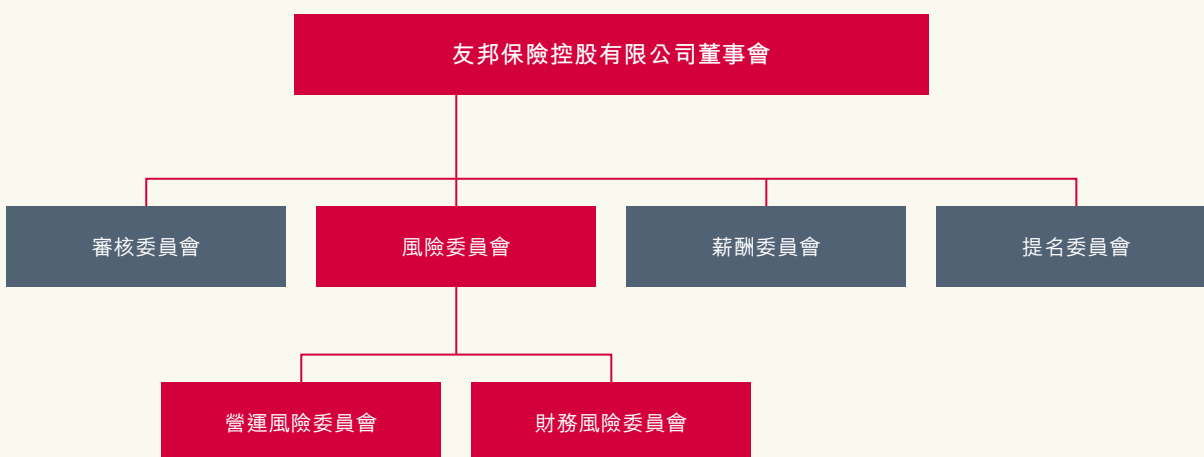 友邦保險控股有限公司董事會
審核委員會
風險委員會
薪酬委員會
提名委員會
營運風險委員會
財務風險委員會